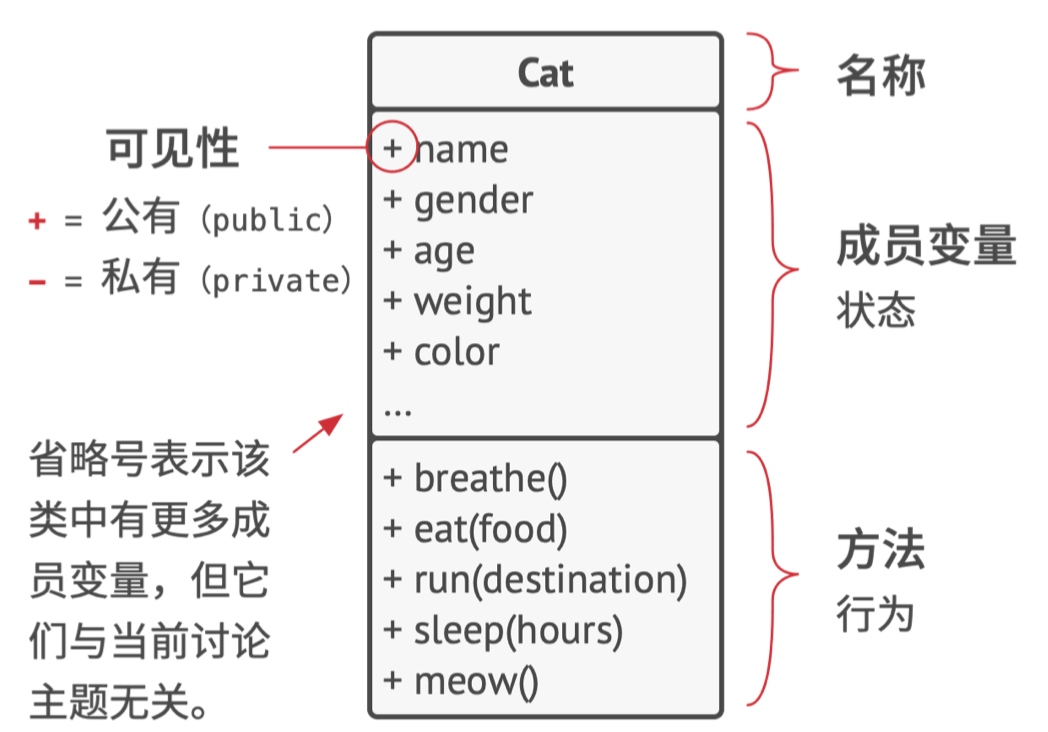 Cat
名称
可见性
+ = 公有（public）
- = 私有（private）
+ name
+ gender
+ age
+ weight
+ color
...
成员变量
状态
省略号表示该
类中有更多成
员变量，但它
们与当前讨论
主题无关。
+ breathe()
+ eat(food)
+ run(destination)
+ sleep(hours)
+ meow()
方法
行为